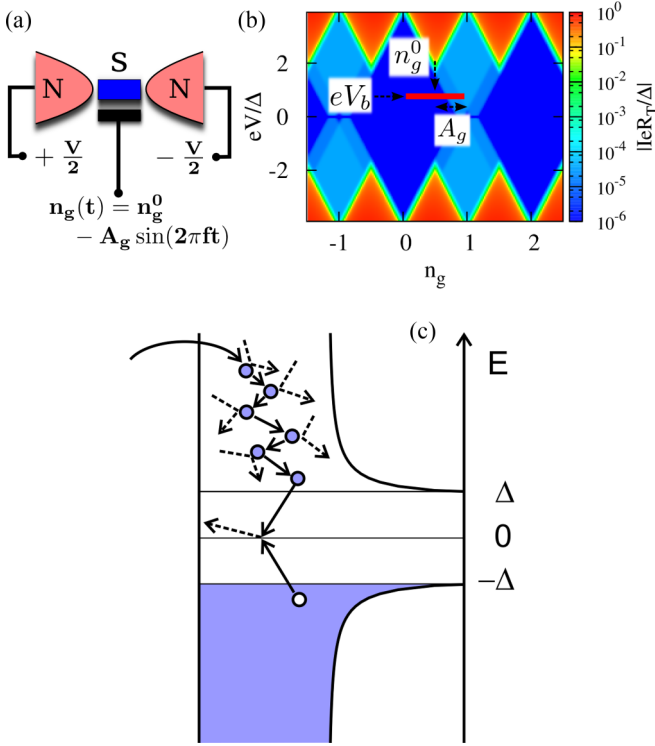 (a)
S
N
N
+ V/2
− V/2
n_g(t) = n_g^0
− A_g sin(2πft)
(b)
4
2
0
-2
eV/Δ
-1
0
1
2
n_g
n_g^0
eV_b
A_g
10^0
10^-1
10^-2
10^-3
10^-4
10^-5
10^-6
|IeR_T/Δ|
(c)
E
Δ
0
−Δ